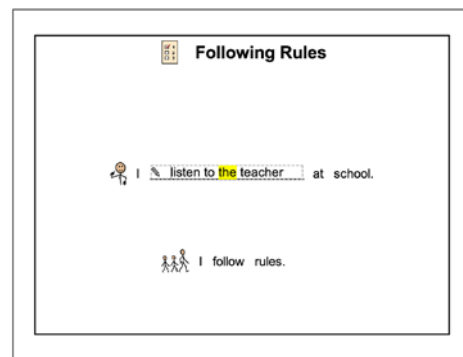 Following Rules
I listen to the teacher at school.
I follow rules.